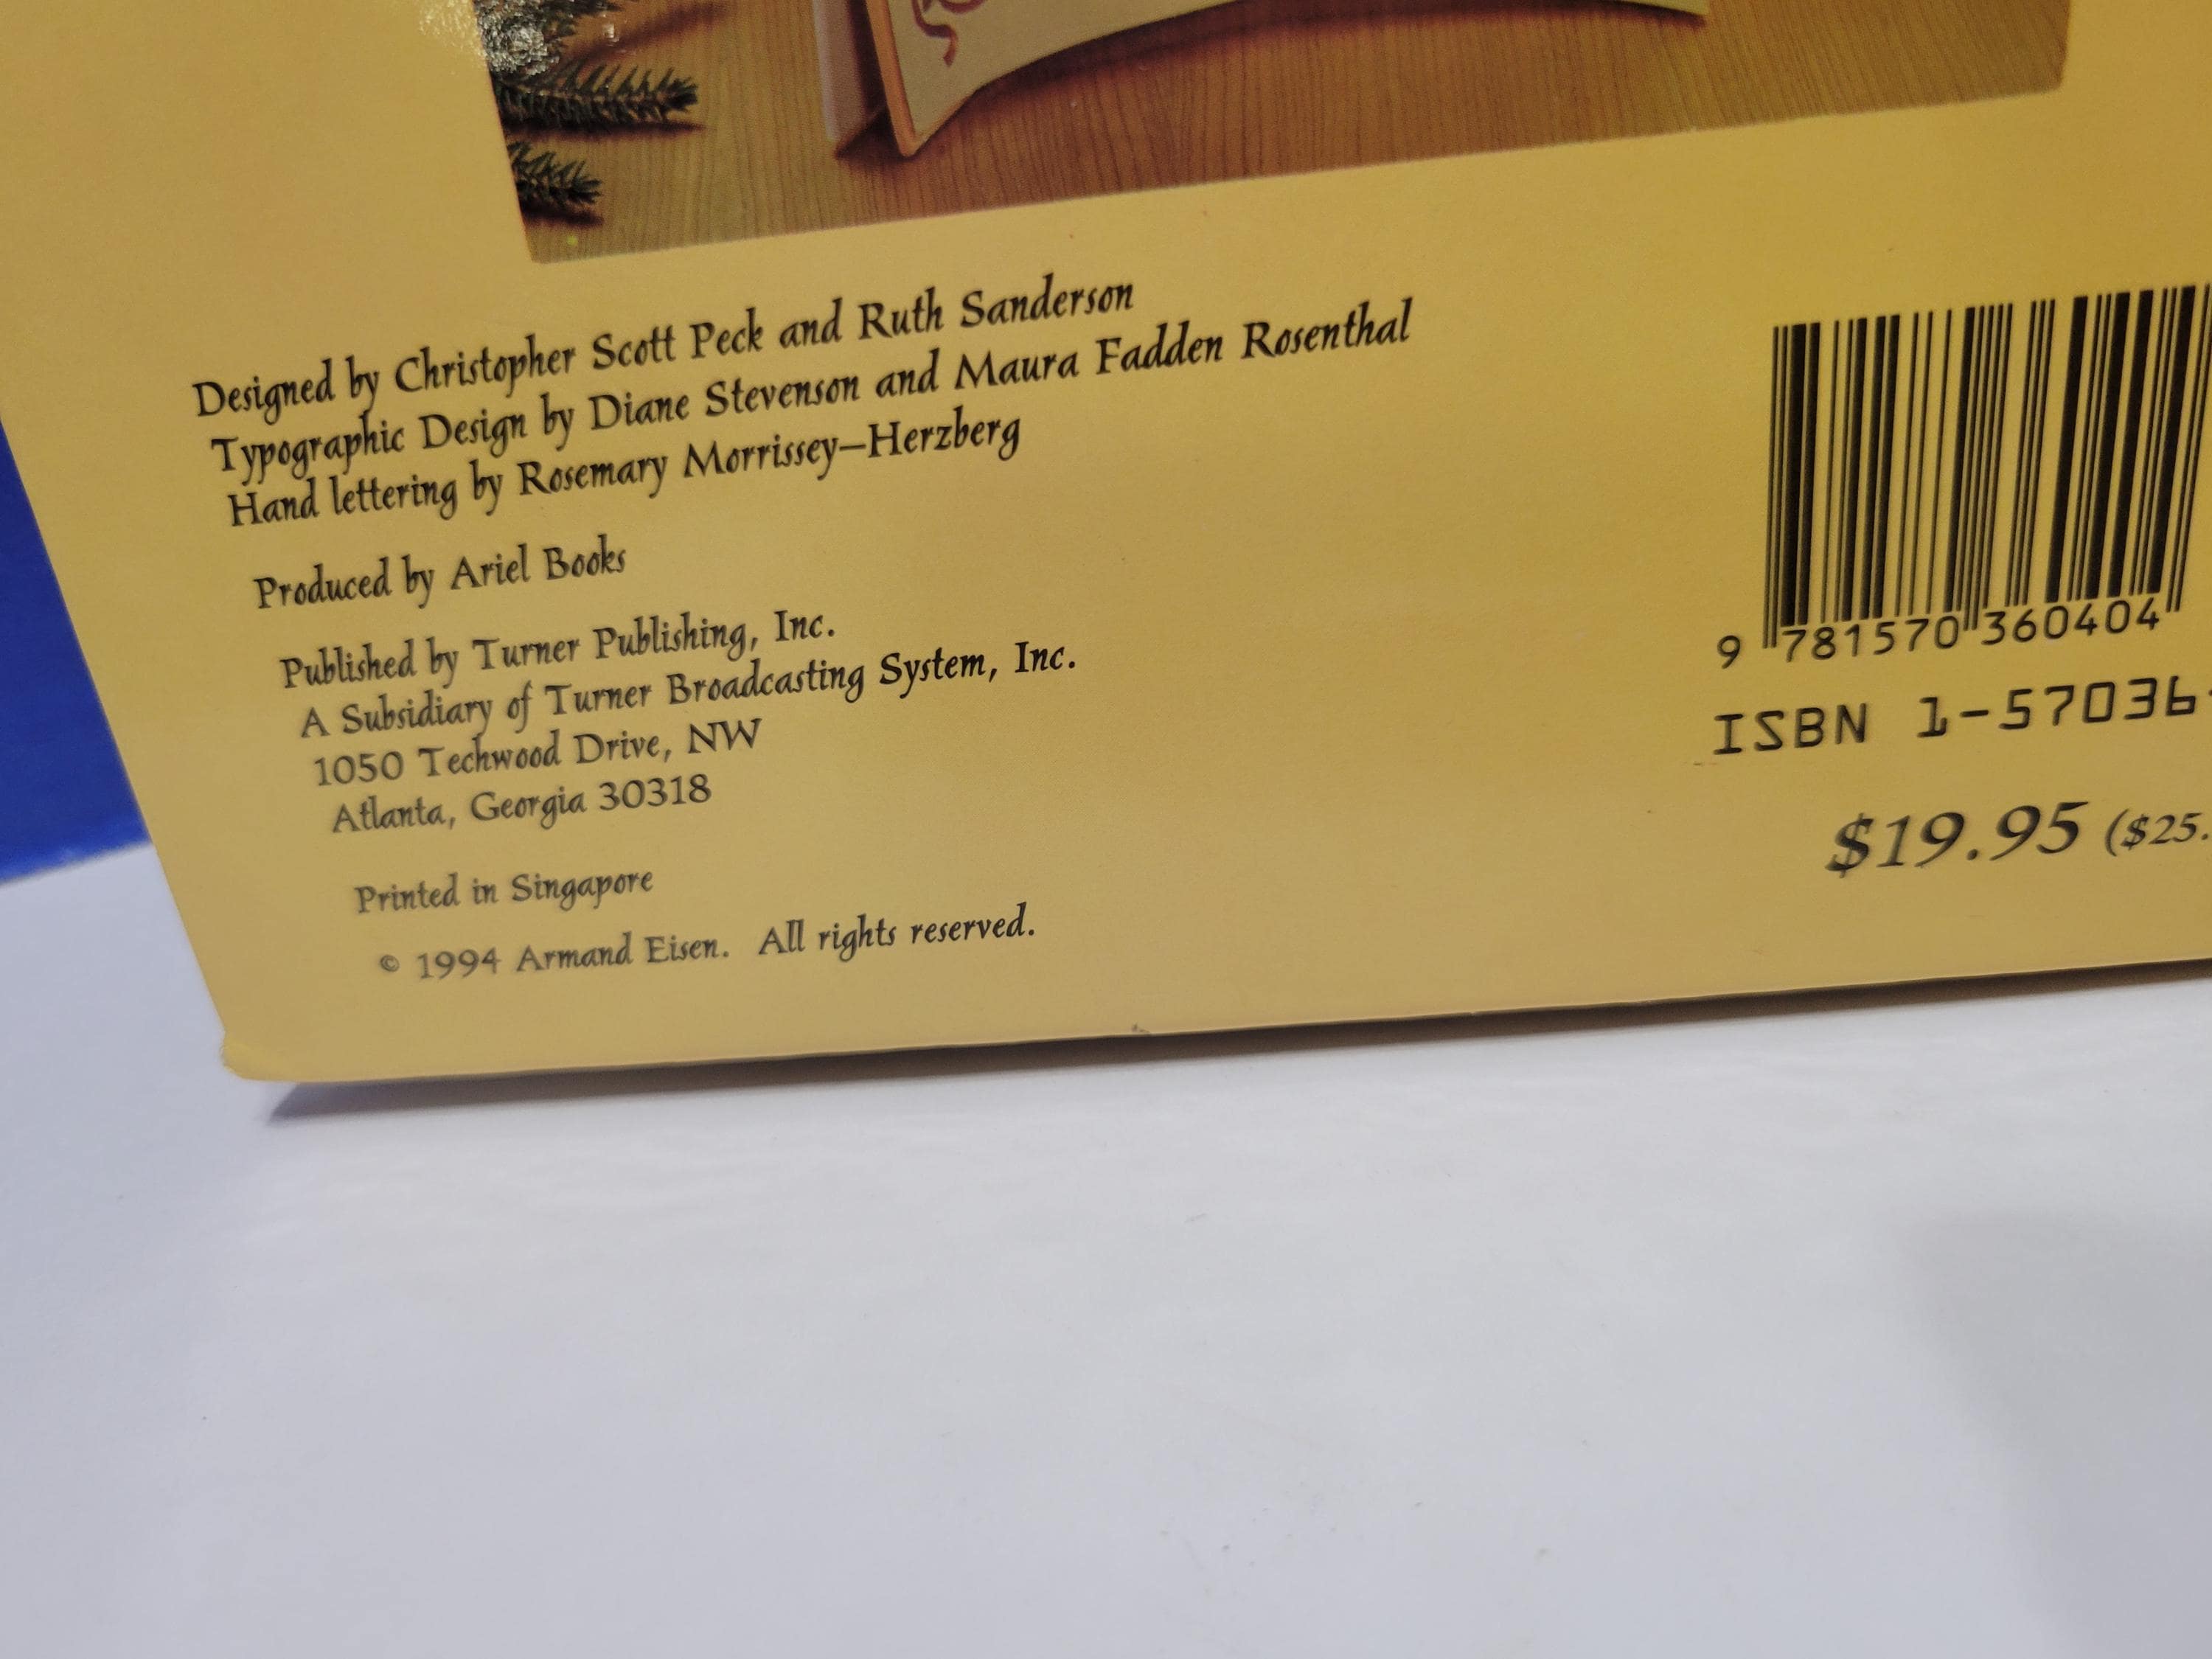 Designed by Christopher Scott Peck and Ruth Sanderson
Typographic Design by Diane Stevenson and Maura Fadden Rosenthal
Hand lettering by Rosemary Morrissey–Herzberg
Produced by Ariel Books
Published by Turner Publishing, Inc.
A Subsidiary of Turner Broadcasting System, Inc.
1050 Techwood Drive, NW
Atlanta, Georgia 30318
Printed in Singapore
© 1994 Armand Eisen. All rights reserved.
9 781570 360404
ISBN 1-57036-
$19.95 ($25.